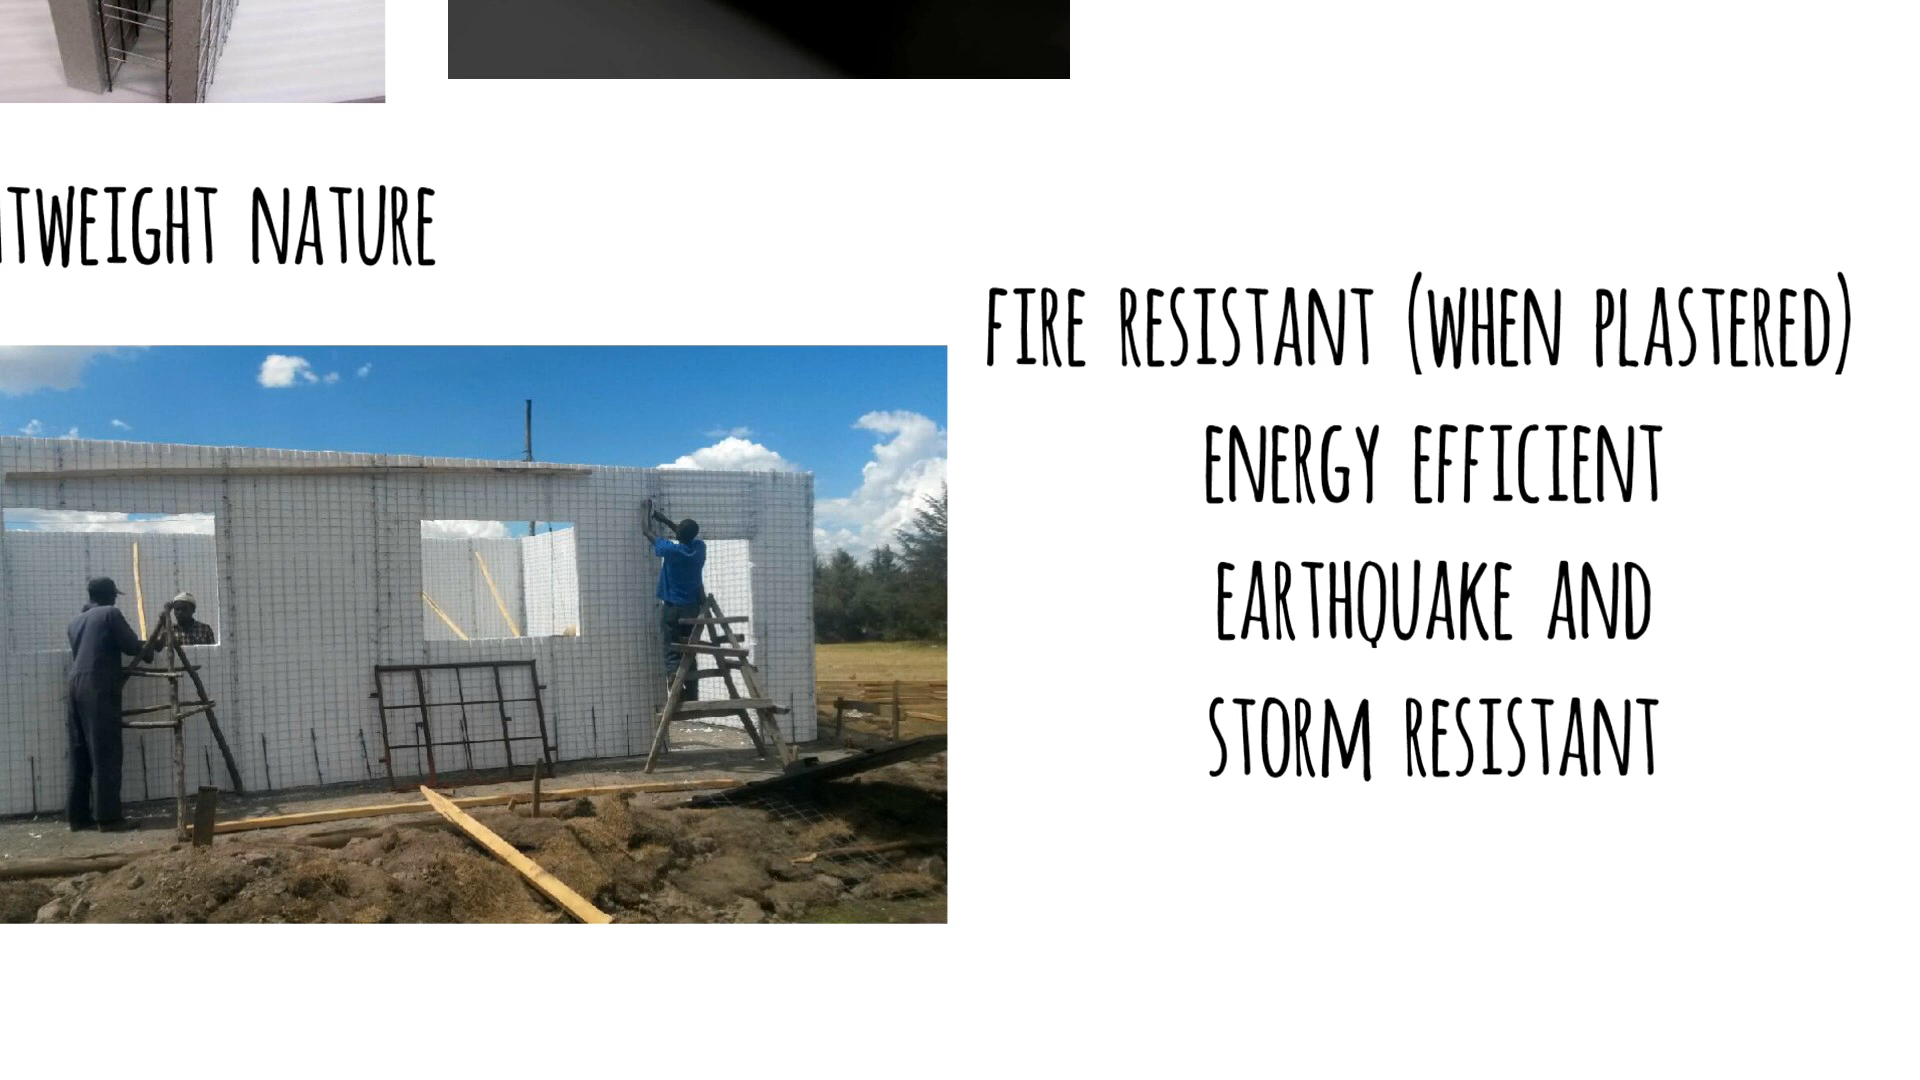 TWEIGHT NATURE
FIRE RESISTANT (WHEN PLASTERED)
ENERGY EFFICIENT
EARTHQUAKE AND
STORM RESISTANT